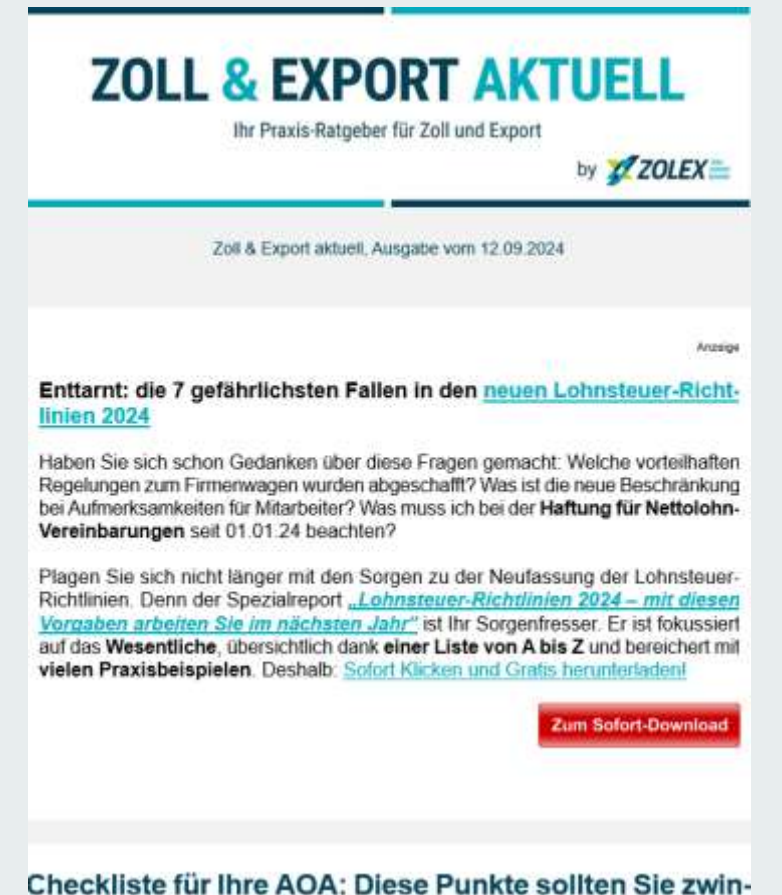 ZOLL & EXPORT AKTUELL
Ihr Praxis-Ratgeber für Zoll und Export
by ZOLEX
Zoll & Export aktuell, Ausgabe vom 12.09.2024
Anzeige
Enttarnt: die 7 gefährlichsten Fallen in den neuen Lohnsteuer-Richt-
linien 2024
Haben Sie sich schon Gedanken über diese Fragen gemacht: Welche vorteilhaften
Regelungen zum Firmenwagen wurden abgeschafft? Was ist die neue Beschränkung
bei Aufmerksamkeiten für Mitarbeiter? Was muss ich bei der Haftung für Nettolohn-
Vereinbarungen seit 01.01.24 beachten?
Plagen Sie sich nicht länger mit den Sorgen zu der Neufassung der Lohnsteuer-
Richtlinien. Denn der Spezialreport „Lohnsteuer-Richtlinien 2024 – mit diesen
Vorgaben arbeiten Sie im nächsten Jahr" ist Ihr Sorgenfresser. Er ist fokussiert
auf das Wesentliche, übersichtlich dank einer Liste von A bis Z und bereichert mit
vielen Praxisbeispielen. Deshalb: Sofort Klicken und Gratis herunterladen!
Zum Sofort-Download
Checkliste für Ihre AOA: Diese Punkte sollten Sie zwin-